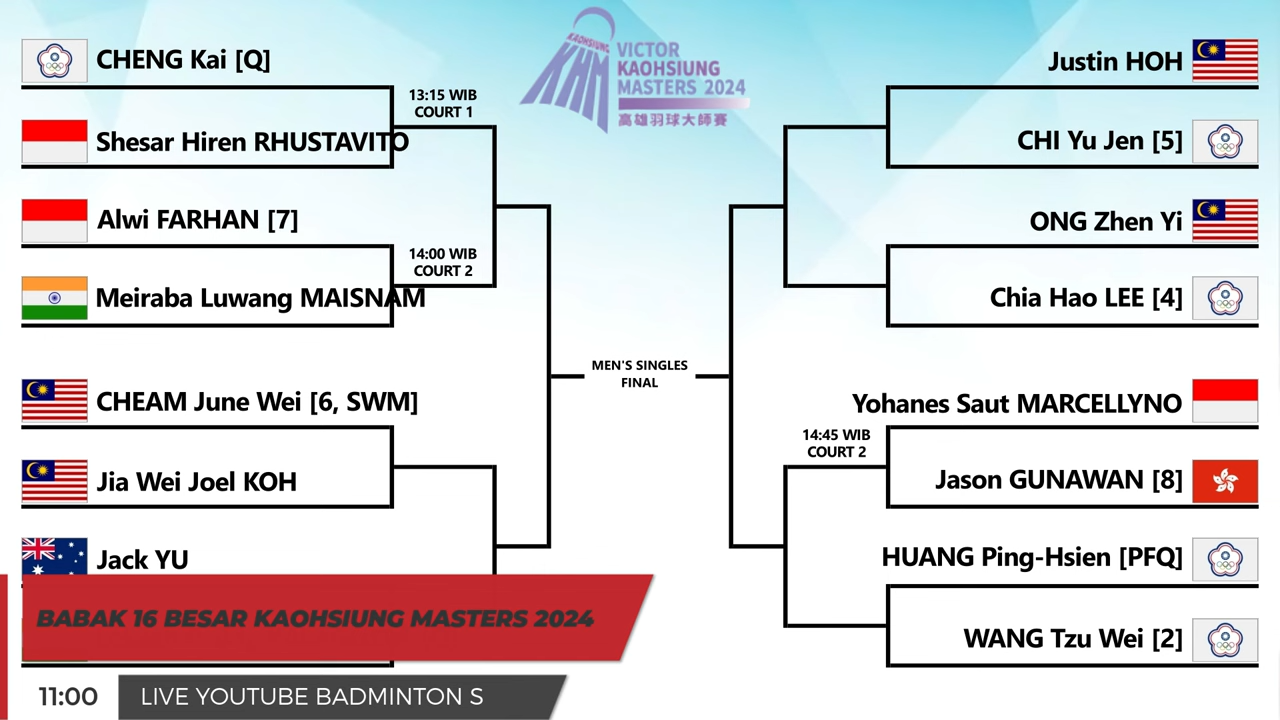 CHENG Kai [Q]
Shesar Hiren RHUSTAVITO
13:15 WIB
COURT 1
Alwi FARHAN [7]
Meiraba Luwang MAISNAM
14:00 WIB
COURT 2
CHEAM June Wei [6, SWM]
Jia Wei Joel KOH
Jack YU
KAOHSIUNG
KHM
VICTOR
KAOHSIUNG
MASTERS 2024
高雄羽球大師賽
MEN'S SINGLES
FINAL
Justin HOH
CHI Yu Jen [5]
ONG Zhen Yi
Chia Hao LEE [4]
Yohanes Saut MARCELLYNO
14:45 WIB
COURT 2
Jason GUNAWAN [8]
HUANG Ping-Hsien [PFQ]
WANG Tzu Wei [2]
BABAK 16 BESAR KAOHSIUNG MASTERS 2024
11:00
LIVE YOUTUBE BADMINTON S